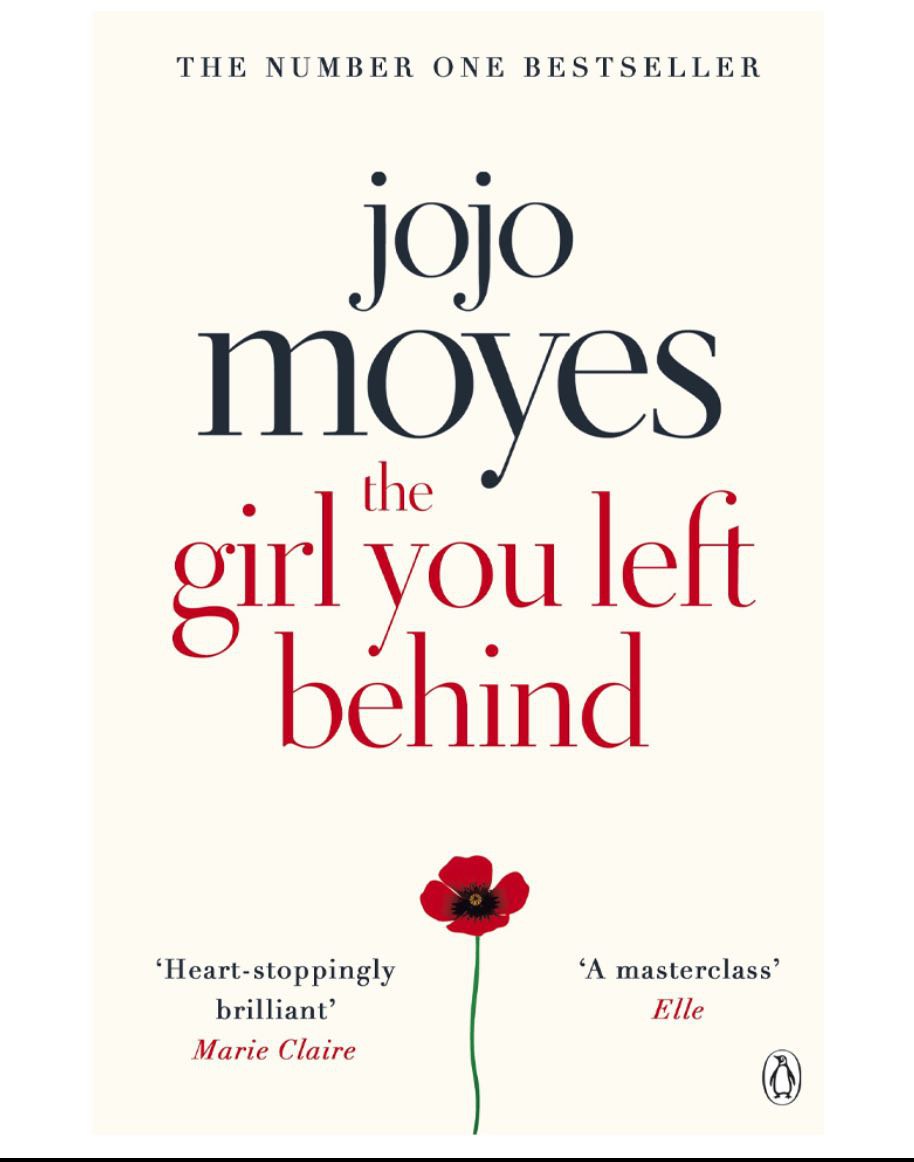 THE NUMBER ONE BESTSELLER
jojo
moyes
the
girl you left
behind
‘Heart-stoppingly
brilliant’
Marie Claire
‘A masterclass’
Elle